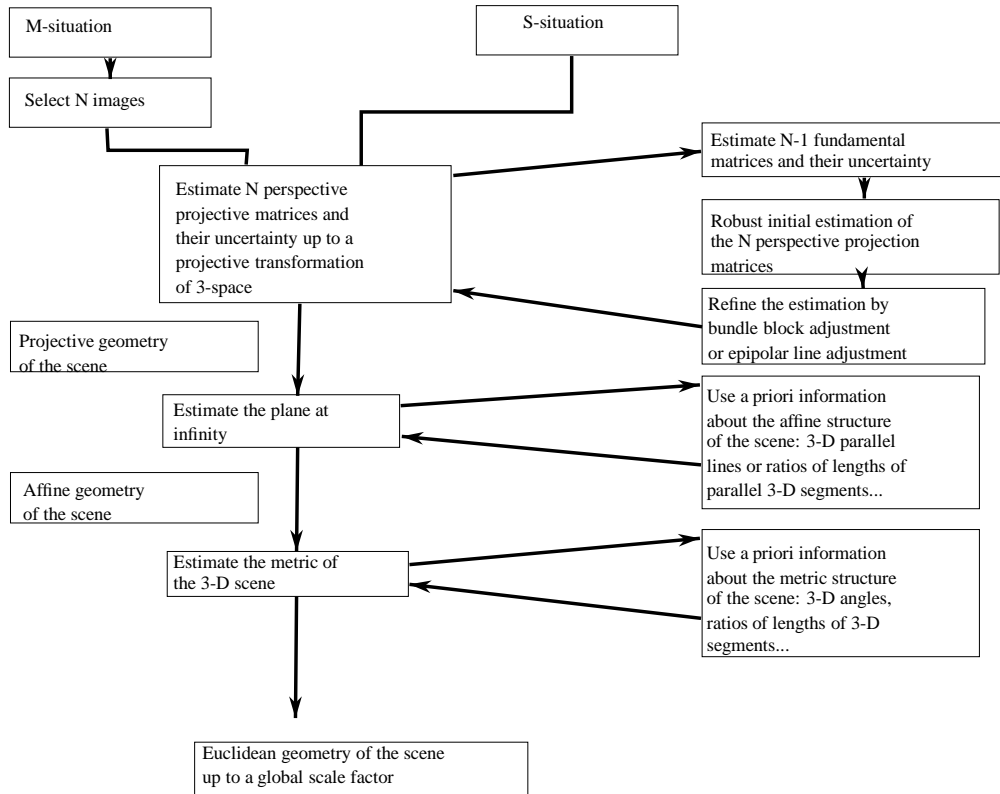 M-situation
S-situation
Select N images
Estimate N-1 fundamental
matrices and their uncertainty
Estimate N perspective
projective matrices and
their uncertainty up to a
projective transformation
of 3-space
Robust initial estimation of
the N perspective projection
matrices
Refine the estimation by
bundle block adjustment
or epipolar line adjustment
Projective geometry
of the scene
Estimate the plane at
infinity
Use a priori information
about the affine structure
of the scene: 3-D parallel
lines or ratios of lengths of
parallel 3-D segments...
Affine geometry
of the scene
Estimate the metric of
the 3-D scene
Use a priori information
about the metric structure
of the scene: 3-D angles,
ratios of lengths of 3-D
segments...
Euclidean geometry of the scene
up to a global scale factor